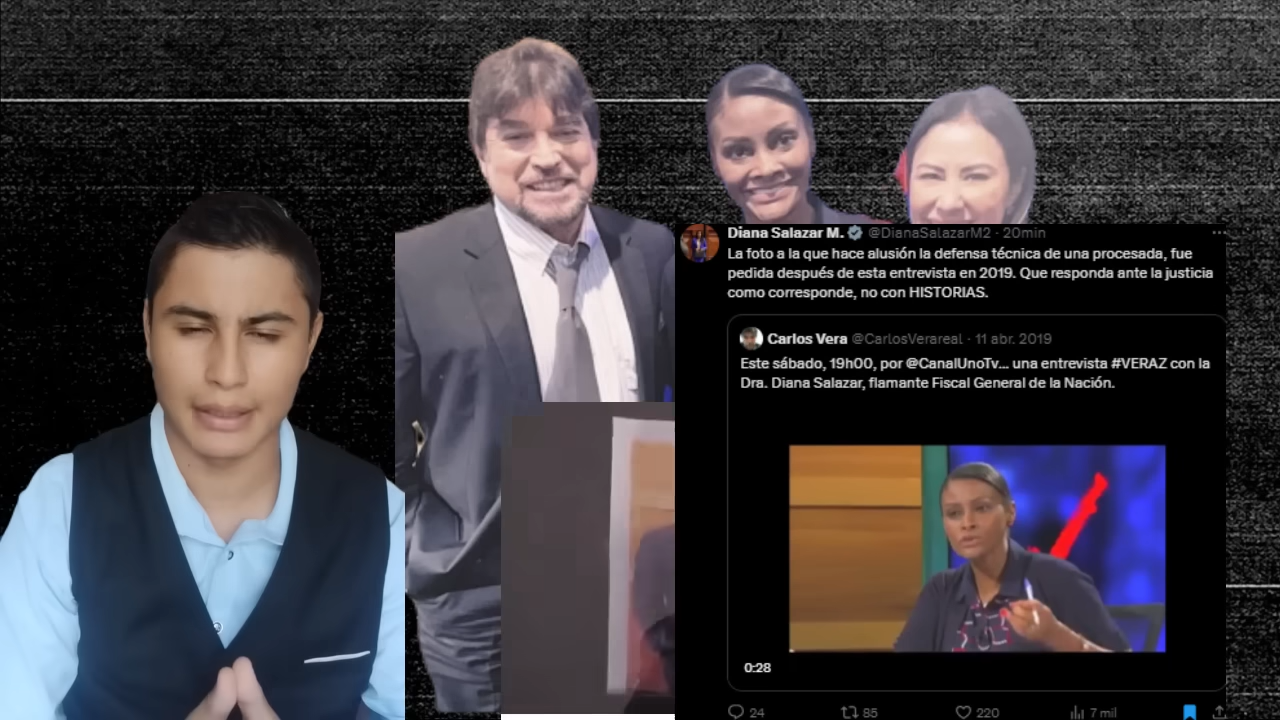 Diana Salazar M. @DianaSalazarM2 · 20min
La foto a la que hace alusión la defensa técnica de una procesada, fue
pedida después de esta entrevista en 2019. Que responda ante la justicia
como corresponde, no con HISTORIAS.
Carlos Vera @CarlosVerareal · 11 abr. 2019
Este sábado, 19h00, por @CanalUnoTv... una entrevista #VERAZ con la
Dra. Diana Salazar, flamante Fiscal General de la Nación.
0:28
24 85 220 7 mil